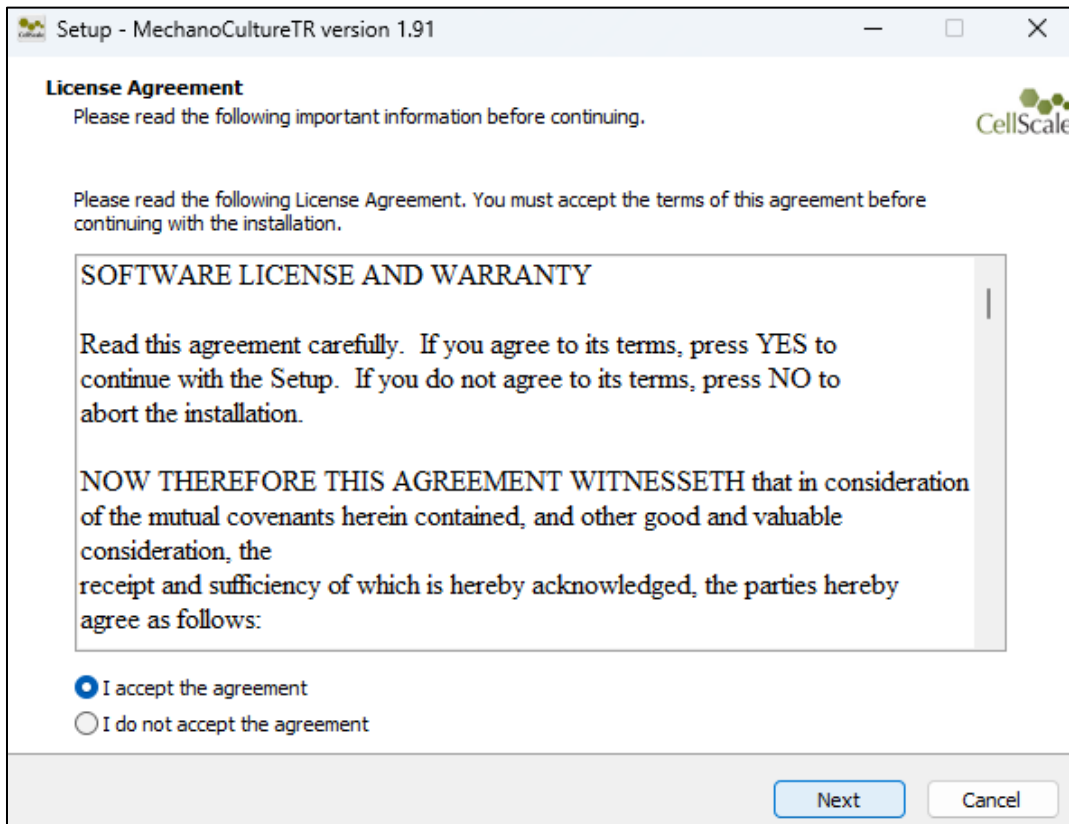 Setup - MechanoCultureTR version 1.91
License Agreement
Please read the following important information before continuing.
CellScale
Please read the following License Agreement. You must accept the terms of this agreement before
continuing with the installation.
SOFTWARE LICENSE AND WARRANTY
Read this agreement carefully.  If you agree to its terms, press YES to
continue with the Setup.  If you do not agree to its terms, press NO to
abort the installation.
NOW THEREFORE THIS AGREEMENT WITNESSETH that in consideration
of the mutual covenants herein contained, and other good and valuable
consideration, the
receipt and sufficiency of which is hereby acknowledged, the parties hereby
agree as follows:
I accept the agreement
I do not accept the agreement
Next Cancel